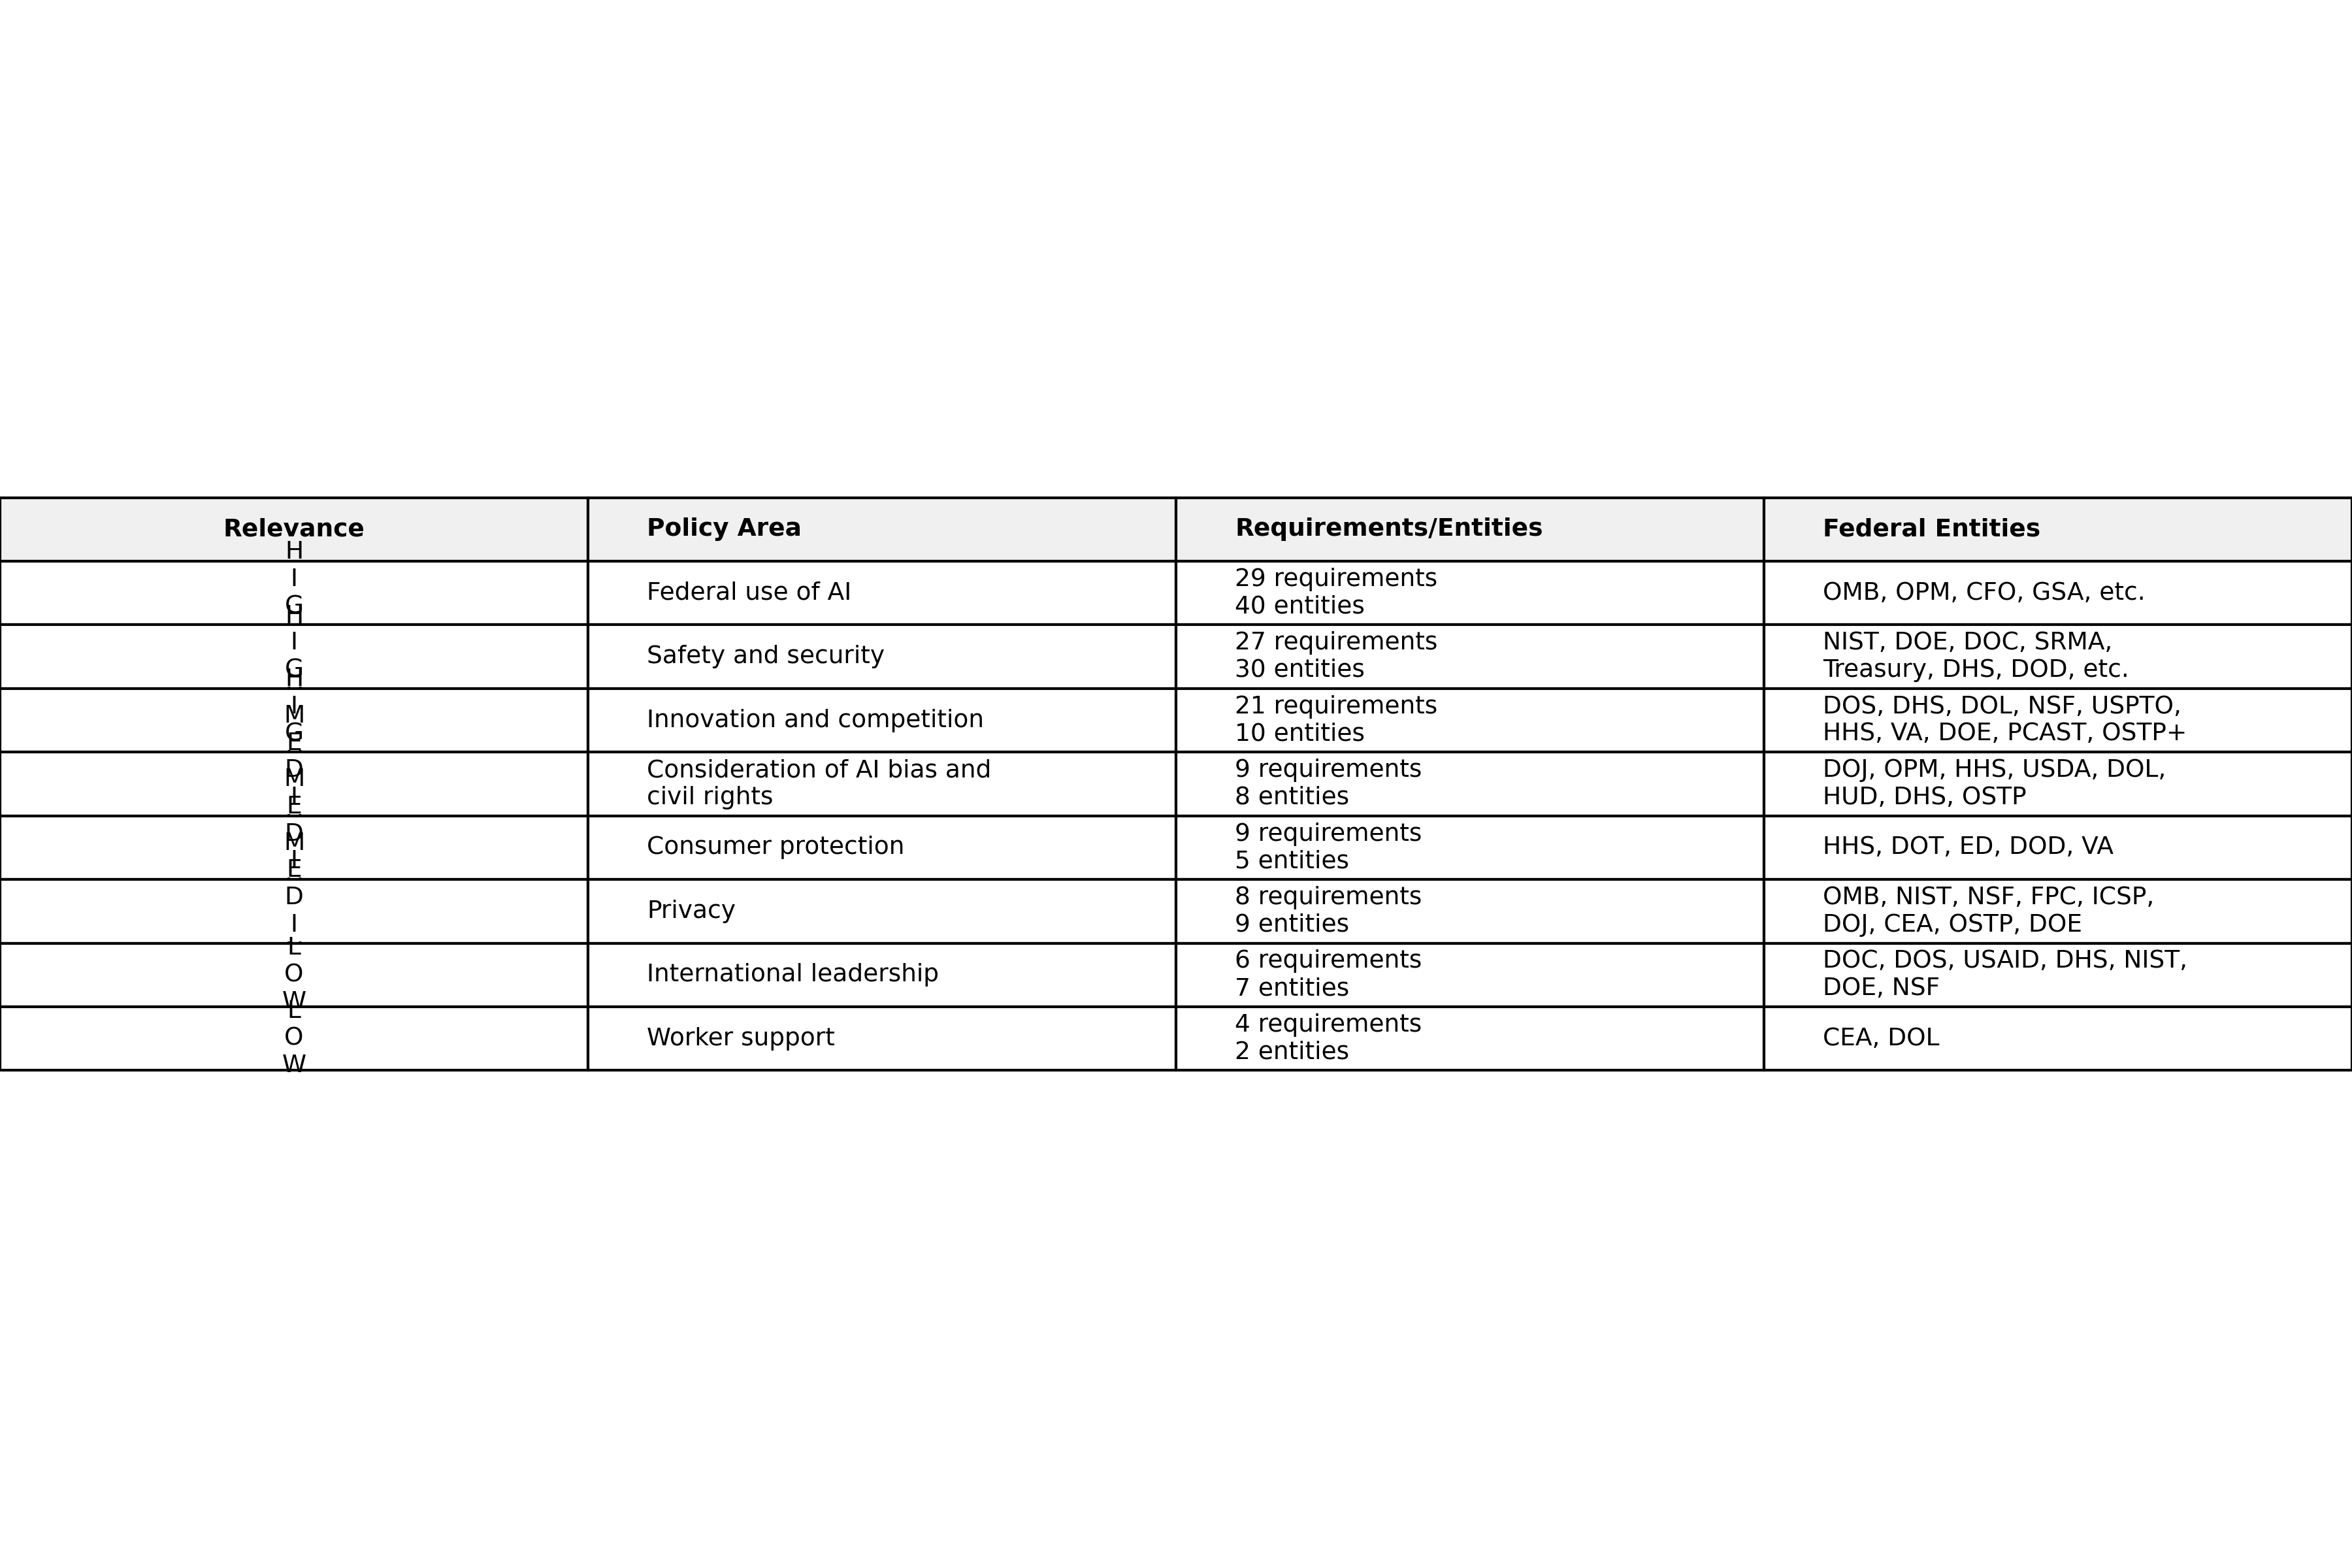 Relevance
Policy Area
Requirements/Entities
Federal Entities
H
I
G
Federal use of AI
29 requirements
40 entities
OMB, OPM, CFO, GSA, etc.
H
I
G
Safety and security
27 requirements
30 entities
NIST, DOE, DOC, SRMA,
Treasury, DHS, DOD, etc.
H
I
G
Innovation and competition
21 requirements
10 entities
DOS, DHS, DOL, NSF, USPTO,
HHS, VA, DOE, PCAST, OSTP+
M
E
D
I
Consideration of AI bias and
civil rights
9 requirements
8 entities
DOJ, OPM, HHS, USDA, DOL,
HUD, DHS, OSTP
M
E
D
I
Consumer protection
9 requirements
5 entities
HHS, DOT, ED, DOD, VA
M
E
D
I
Privacy
8 requirements
9 entities
OMB, NIST, NSF, FPC, ICSP,
DOJ, CEA, OSTP, DOE
L
O
W
International leadership
6 requirements
7 entities
DOC, DOS, USAID, DHS, NIST,
DOE, NSF
L
O
W
Worker support
4 requirements
2 entities
CEA, DOL